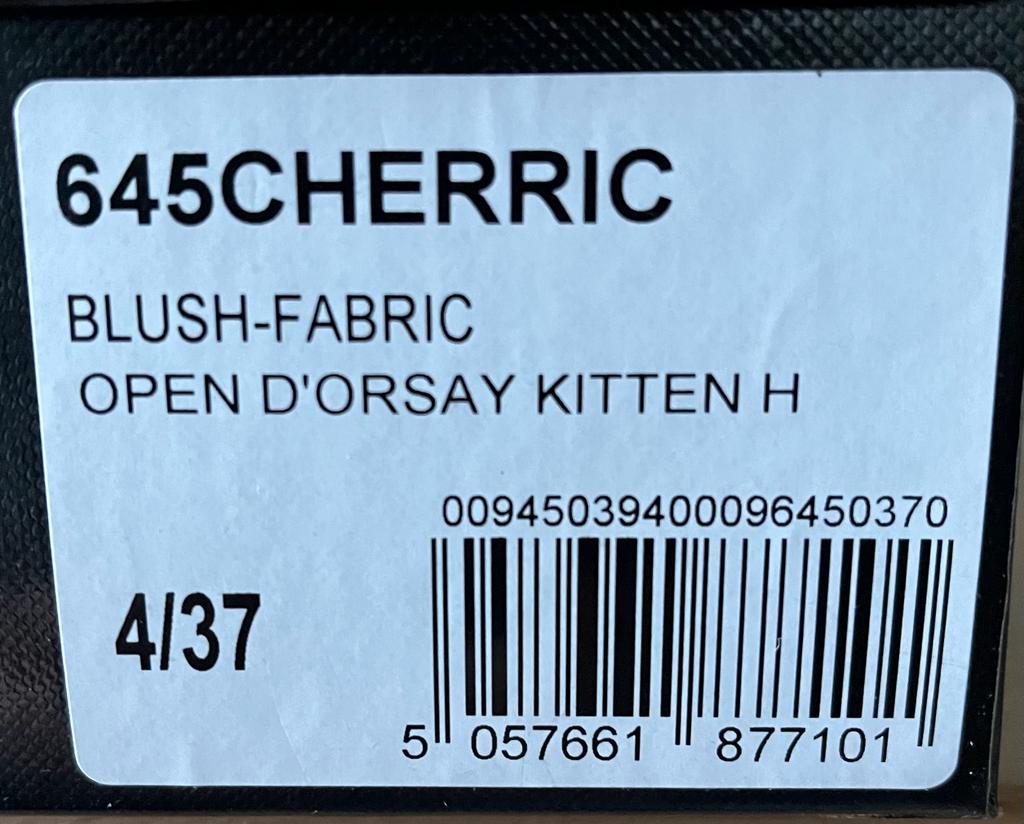 645CHERRIC
BLUSH-FABRIC
OPEN D'ORSAY KITTEN H
00945039400096450370
4/37
5 057661 877101